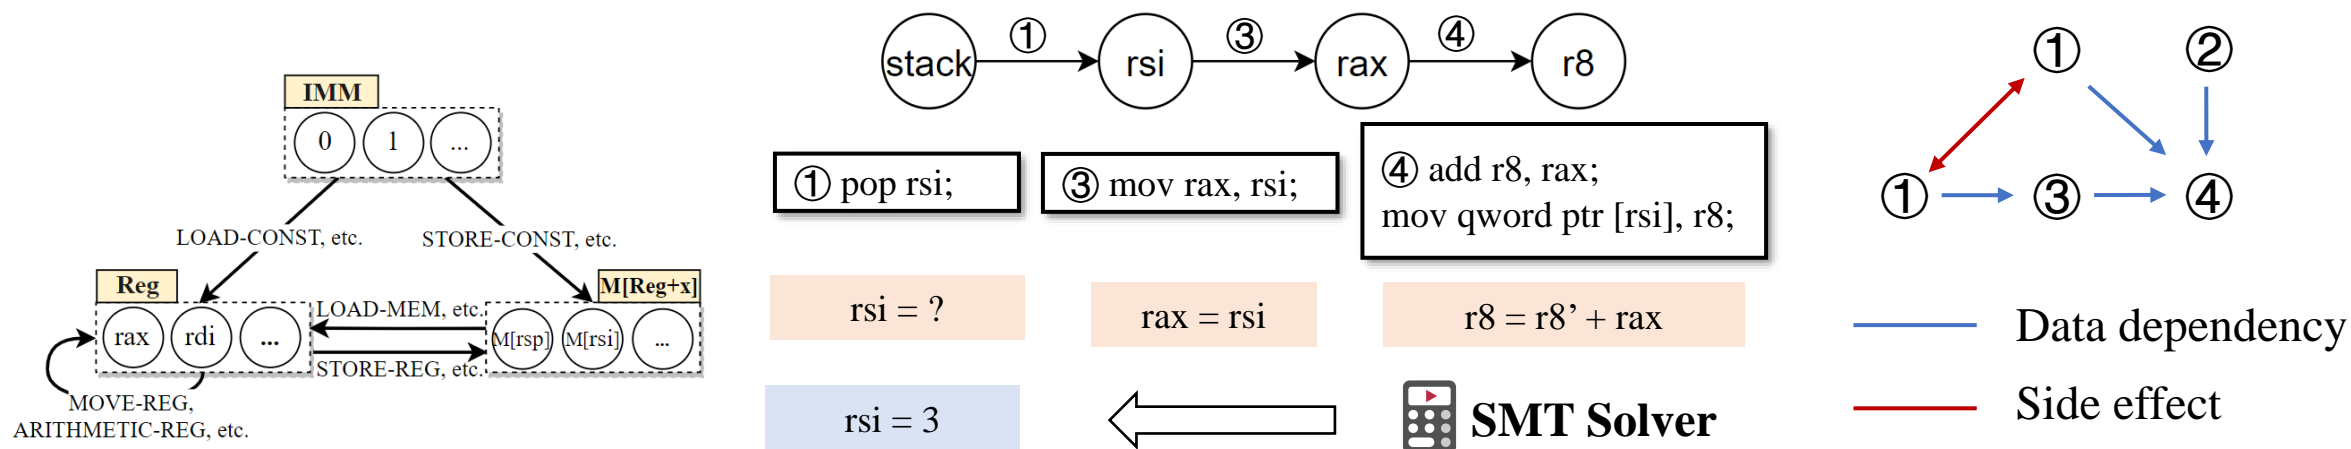 IMM
0 1 ...
LOAD-CONST, etc.
STORE-CONST, etc.
Reg
M[Reg+x]
rax rdi ...
LOAD-MEM, etc.
STORE-REG, etc.
M[rsp] M[rsi] ...
MOVE-REG,
ARITHMETIC-REG, etc.
stack ① rsi ③ rax ④ r8
① pop rsi;
③ mov rax, rsi;
④ add r8, rax;
mov qword ptr [rsi], r8;
rsi = ?
rax = rsi
r8 = r8’ + rax
rsi = 3
SMT Solver
① ②
① ③ ④
Data dependency
Side effect